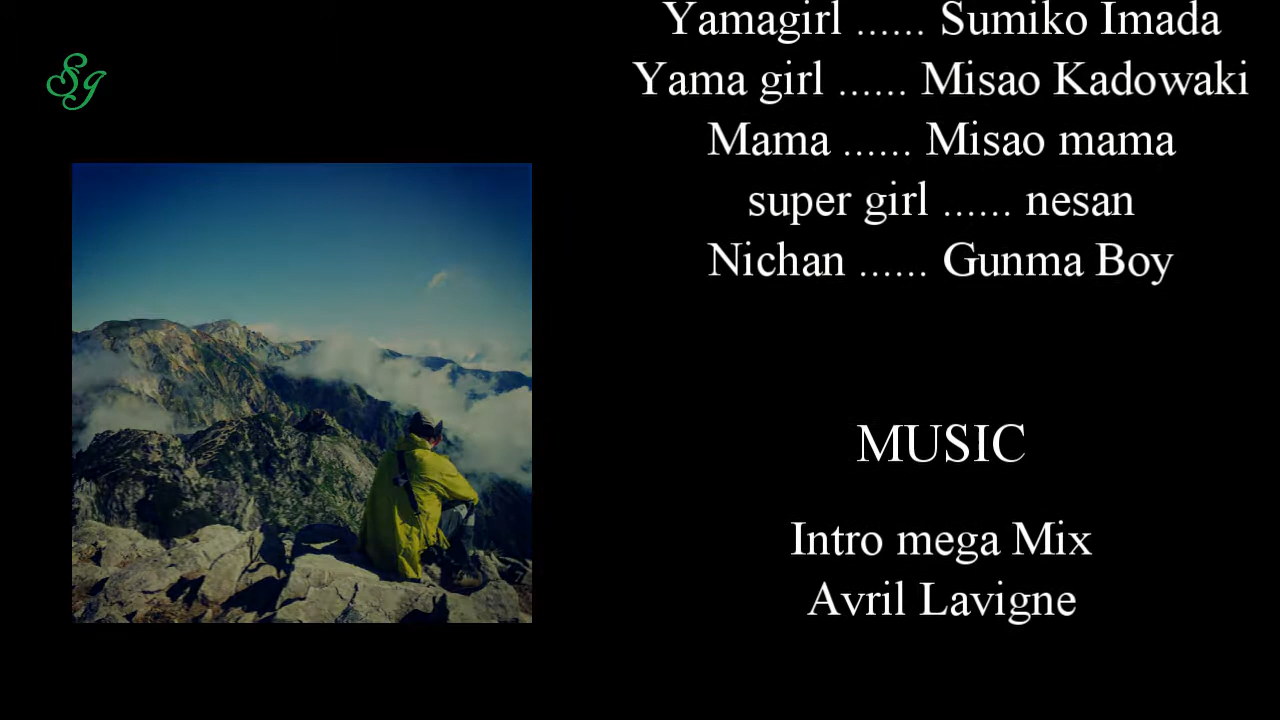 Sg
Yamagirl ...... Sumiko Imada
Yama girl ...... Misao Kadowaki
Mama ...... Misao mama
super girl ...... nesan
Nichan ...... Gunma Boy
MUSIC
Intro mega Mix
Avril Lavigne